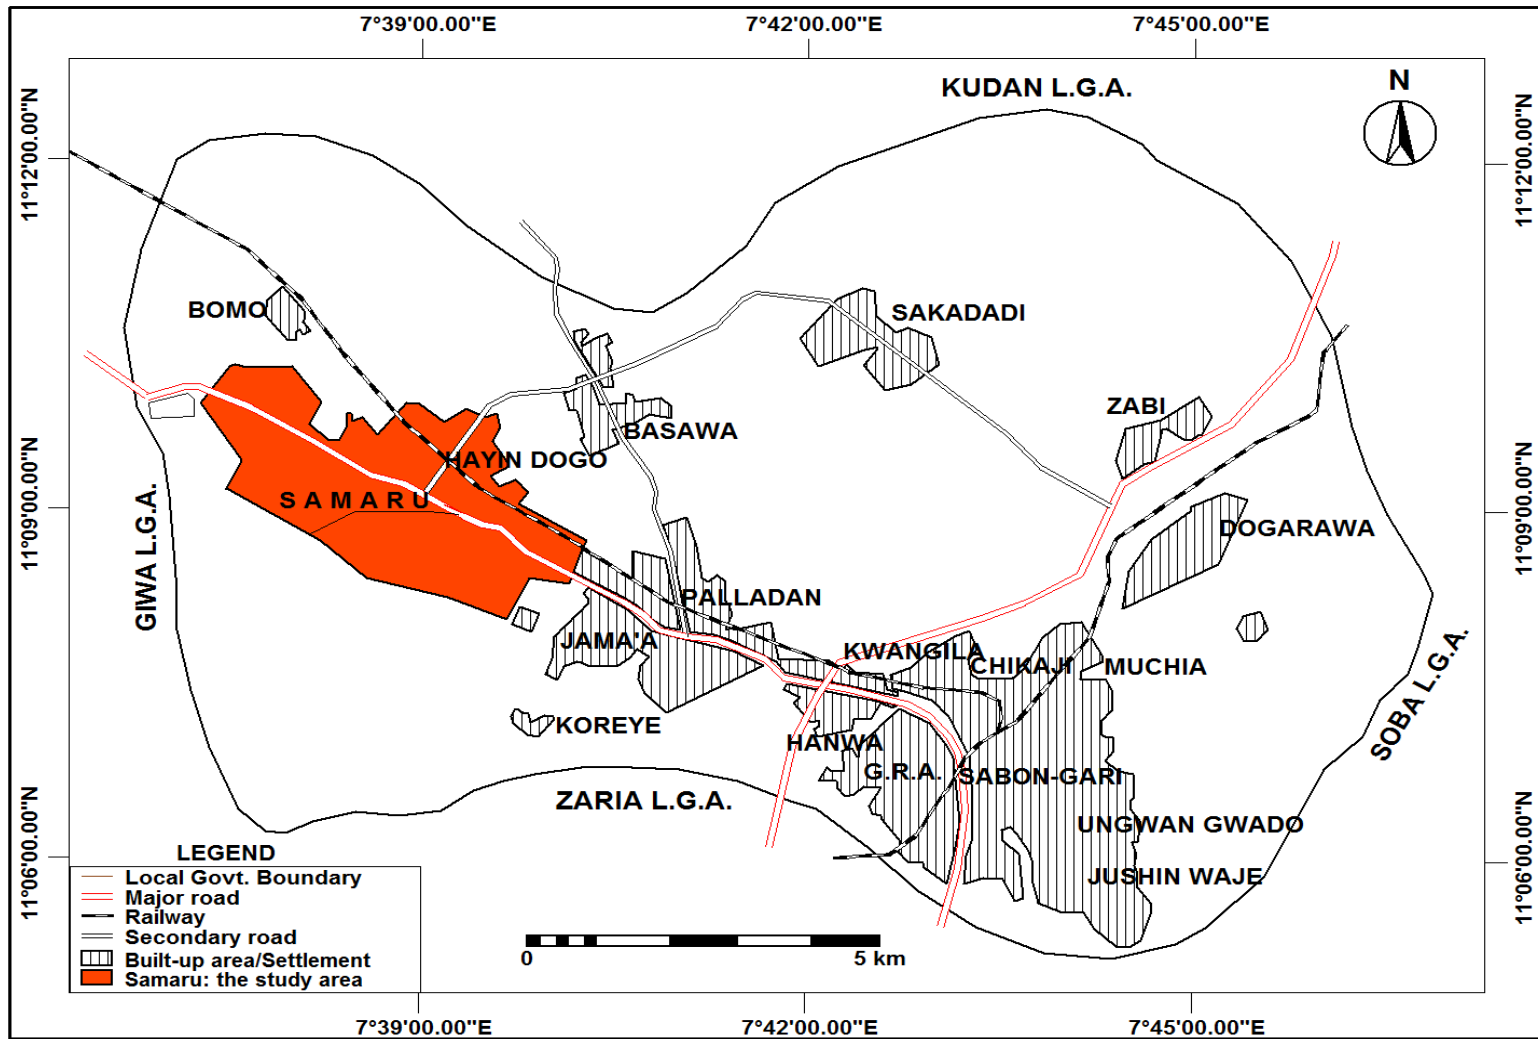 7°39'00.00"E
7°42'00.00"E
7°45'00.00"E
KUDAN L.G.A.
N
11°12'00.00"N
11°12'00.00"N
BOMO
SAKADADI
ZABI
BASAWA
HAYIN DOGO
SAMARU
11°09'00.00"N
11°09'00.00"N
DOGARAWA
GIWA L.G.A.
PALLADAN
JAMA'A
KWANGILA
CHIKAJI
MUCHIA
SOBA L.G.A.
KOREYE
HANWA
G.R.A.
SABON-GARI
ZARIA L.G.A.
UNGWAN GWADO
11°06'00.00"N
11°06'00.00"N
JUSHIN WAJE
LEGEND
Local Govt. Boundary
Major road
Railway
Secondary road
Built-up area/Settlement
Samaru: the study area
0 5 km
7°39'00.00"E
7°42'00.00"E
7°45'00.00"E